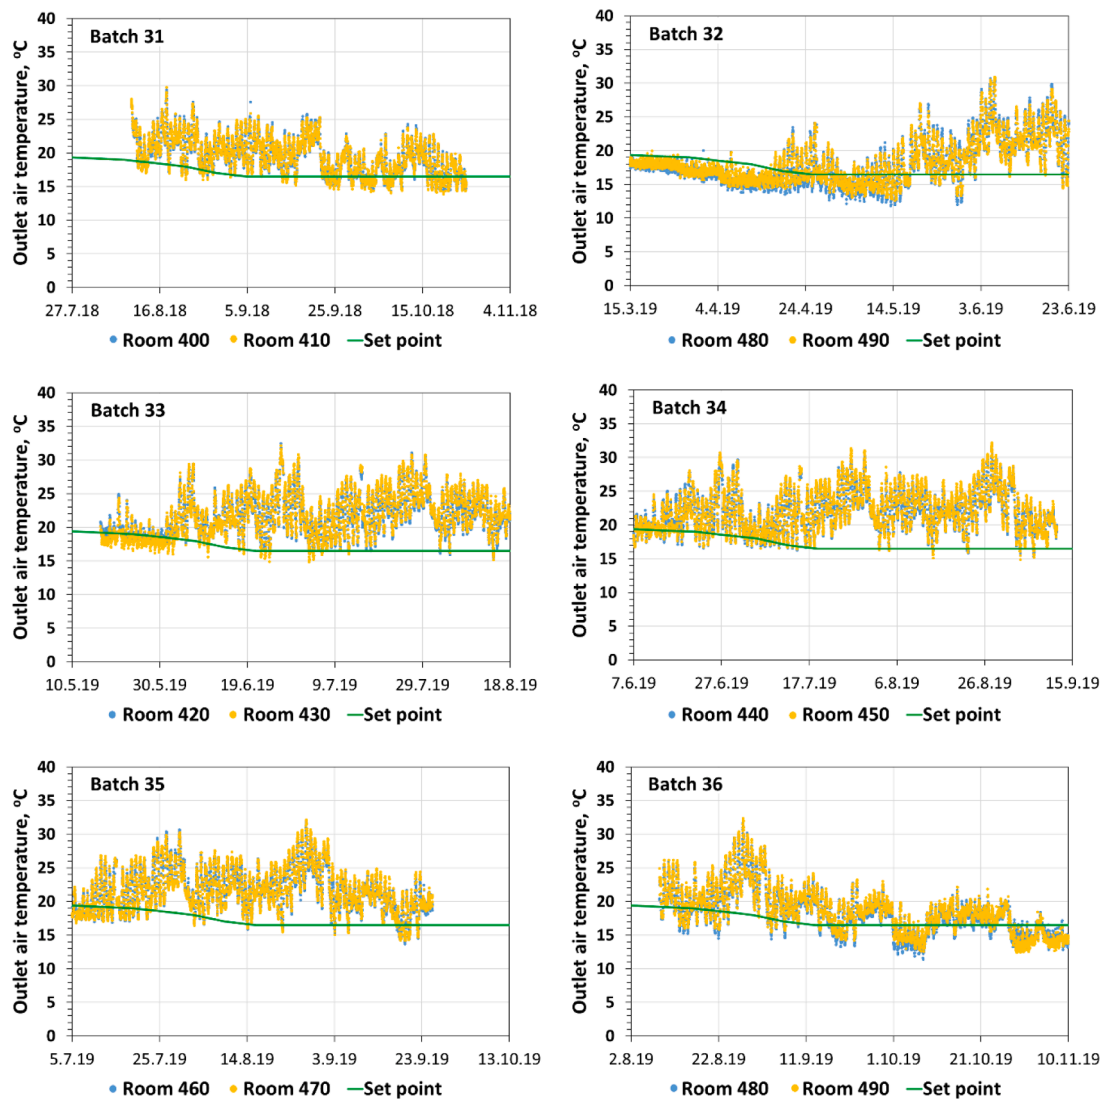 Batch 31
Outlet air temperature, ºC
40
35
30
25
20
15
10
5
0
27.7.18 16.8.18 5.9.18 25.9.18 15.10.18 4.11.18
Room 400 Room 410 Set point
Batch 32
Outlet air temperature, ºC
40
35
30
25
20
15
10
5
0
15.3.19 4.4.19 24.4.19 14.5.19 3.6.19 23.6.19
Room 480 Room 490 Set point
Batch 33
Outlet air temperature, ºC
40
35
30
25
20
15
10
5
0
10.5.19 30.5.19 19.6.19 9.7.19 29.7.19 18.8.19
Room 420 Room 430 Set point
Batch 34
Outlet air temperature, ºC
40
35
30
25
20
15
10
5
0
7.6.19 27.6.19 17.7.19 6.8.19 26.8.19 15.9.19
Room 440 Room 450 Set point
Batch 35
Outlet air temperature, ºC
40
35
30
25
20
15
10
5
0
5.7.19 25.7.19 14.8.19 3.9.19 23.9.19 13.10.19
Room 460 Room 470 Set point
Batch 36
Outlet air temperature, ºC
40
35
30
25
20
15
10
5
0
2.8.19 22.8.19 11.9.19 1.10.19 21.10.19 10.11.19
Room 480 Room 490 Set point